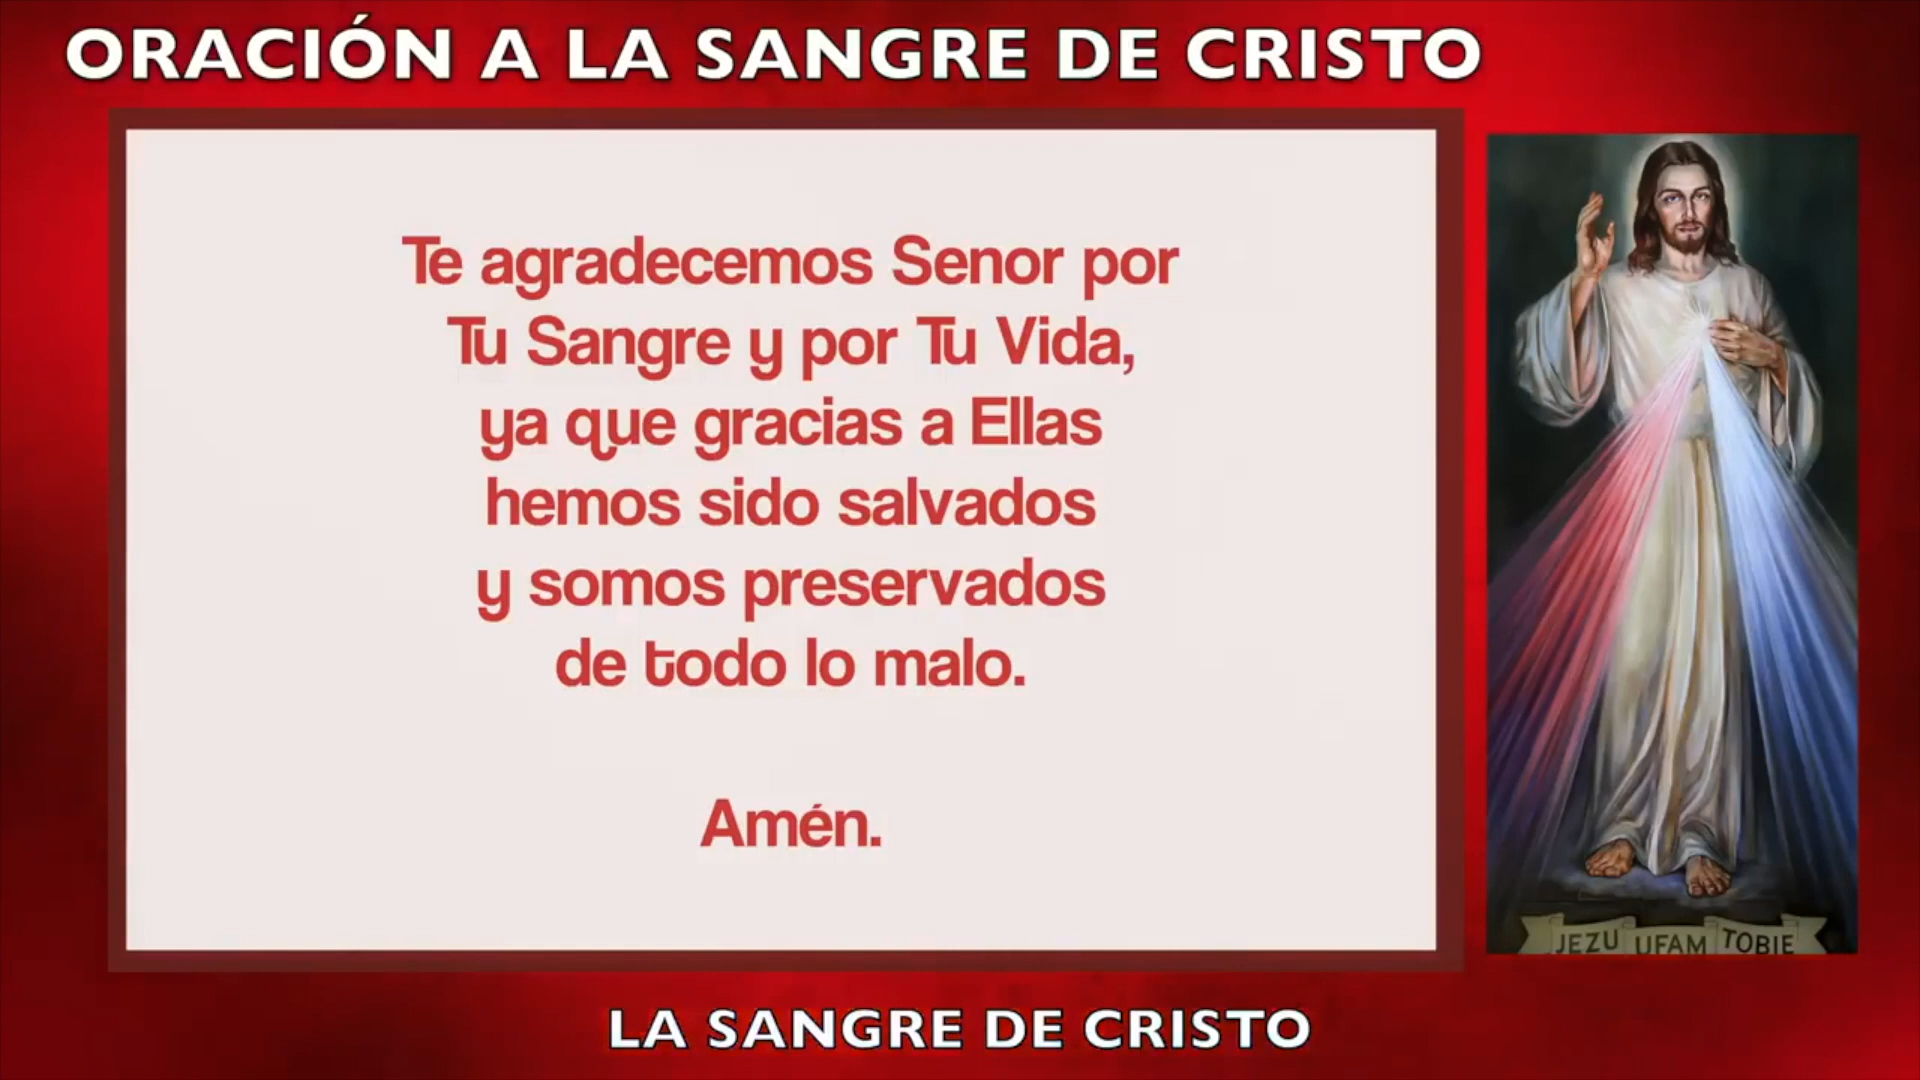 ORACIÓN A LA SANGRE DE CRISTO
Te agradecemos Senor por
Tu Sangre y por Tu Vida,
ya que gracias a Ellas
hemos sido salvados
y somos preservados
de todo lo malo.
Amén.
JEZU UFAM TOBIE
LA SANGRE DE CRISTO